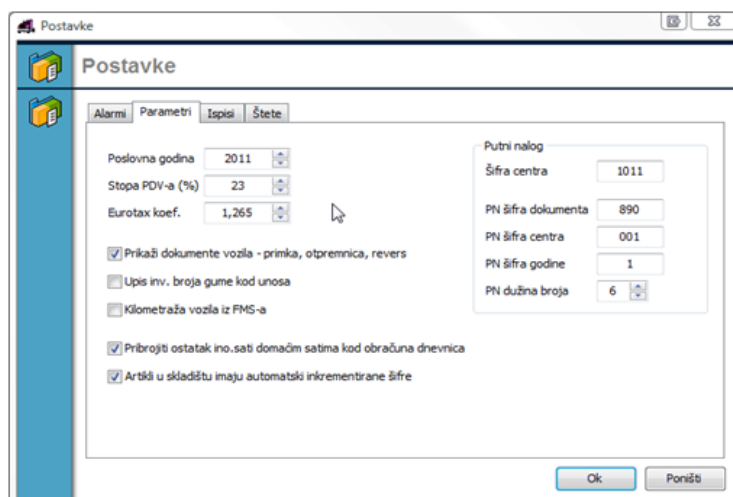 Postavke
Postavke
Alarmi Parametri Ispisi Štete
Poslovna godina 2011
Stopa PDV-a (%) 23
Eurotax koef. 1,265
Prikaži dokumente vozila - primka, otpremnica, revers
Upis inv. broja gume kod unosa
Kilometraža vozila iz FMS-a
Pribrojiti ostatak ino.sati domaćim satima kod obračuna dnevnica
Artikli u skladištu imaju automatski inkrementirane šifre
Putni nalog
Šifra centra 1011
PN šifra dokumenta 890
PN šifra centra 001
PN šifra godine 1
PN dužina broja 6
Ok Poništi